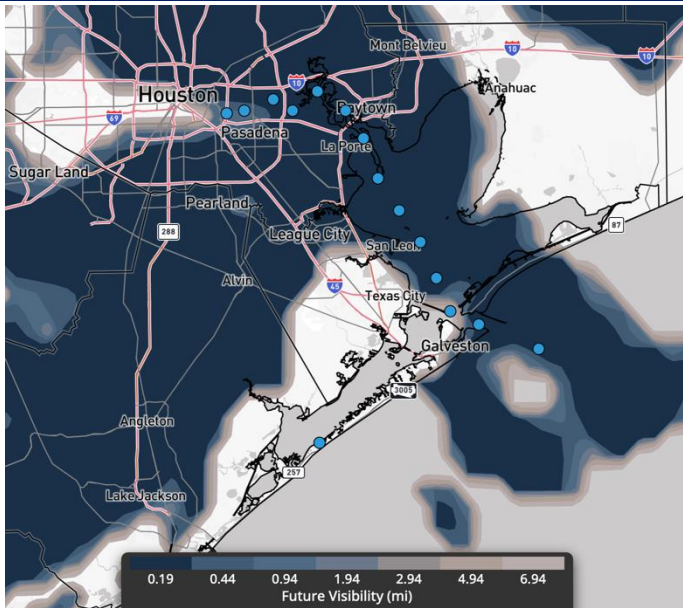 Mont Belvieu
10
10
10
Houston
Anahuac
Baytown
69
Pasadena
La Porte
Sugar Land
Pearland
87
288
League City
San Leon
Alvin
45
Texas City
Galveston
3005
Angleton
257
Lake Jackson
0.19 0.44 0.94 1.94 2.94 4.94 6.94
Future Visibility (mi)